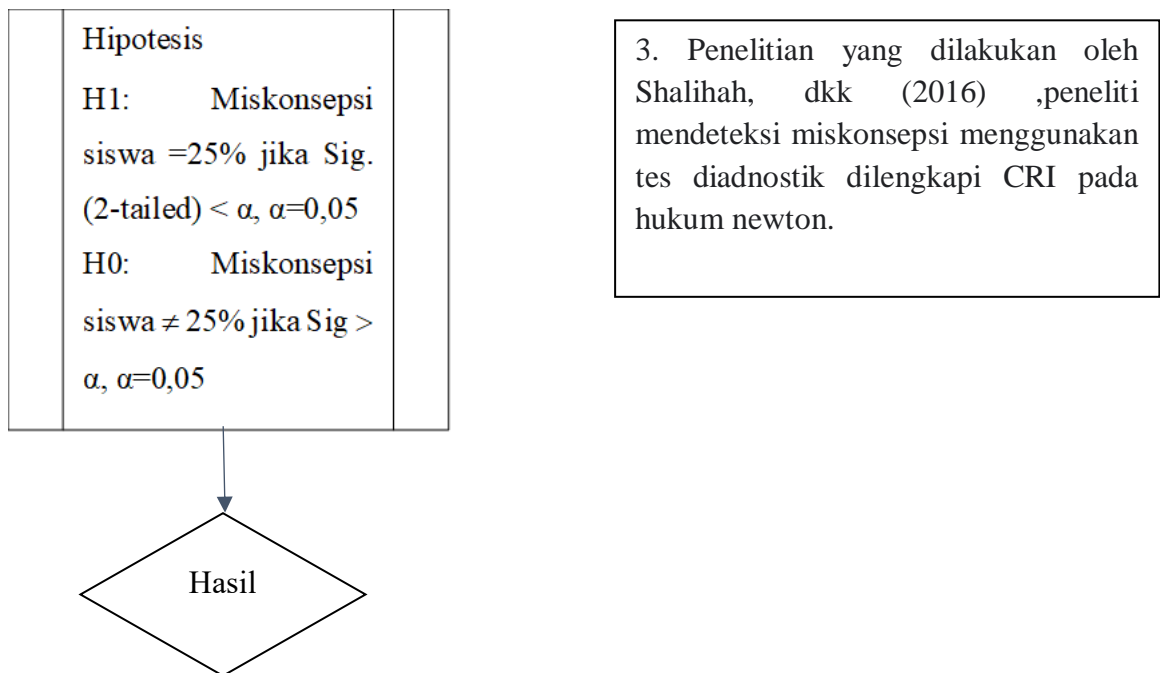 Hipotesis
H1: Miskonsepsi
siswa =25% jika Sig.
(2-tailed) < α, α=0,05
H0: Miskonsepsi
siswa ≠ 25% jika Sig >
α, α=0,05
Hasil
3. Penelitian yang dilakukan oleh
Shalihah, dkk (2016) ,peneliti
mendeteksi miskonsepsi menggunakan
tes diadnostik dilengkapi CRI pada
hukum newton.